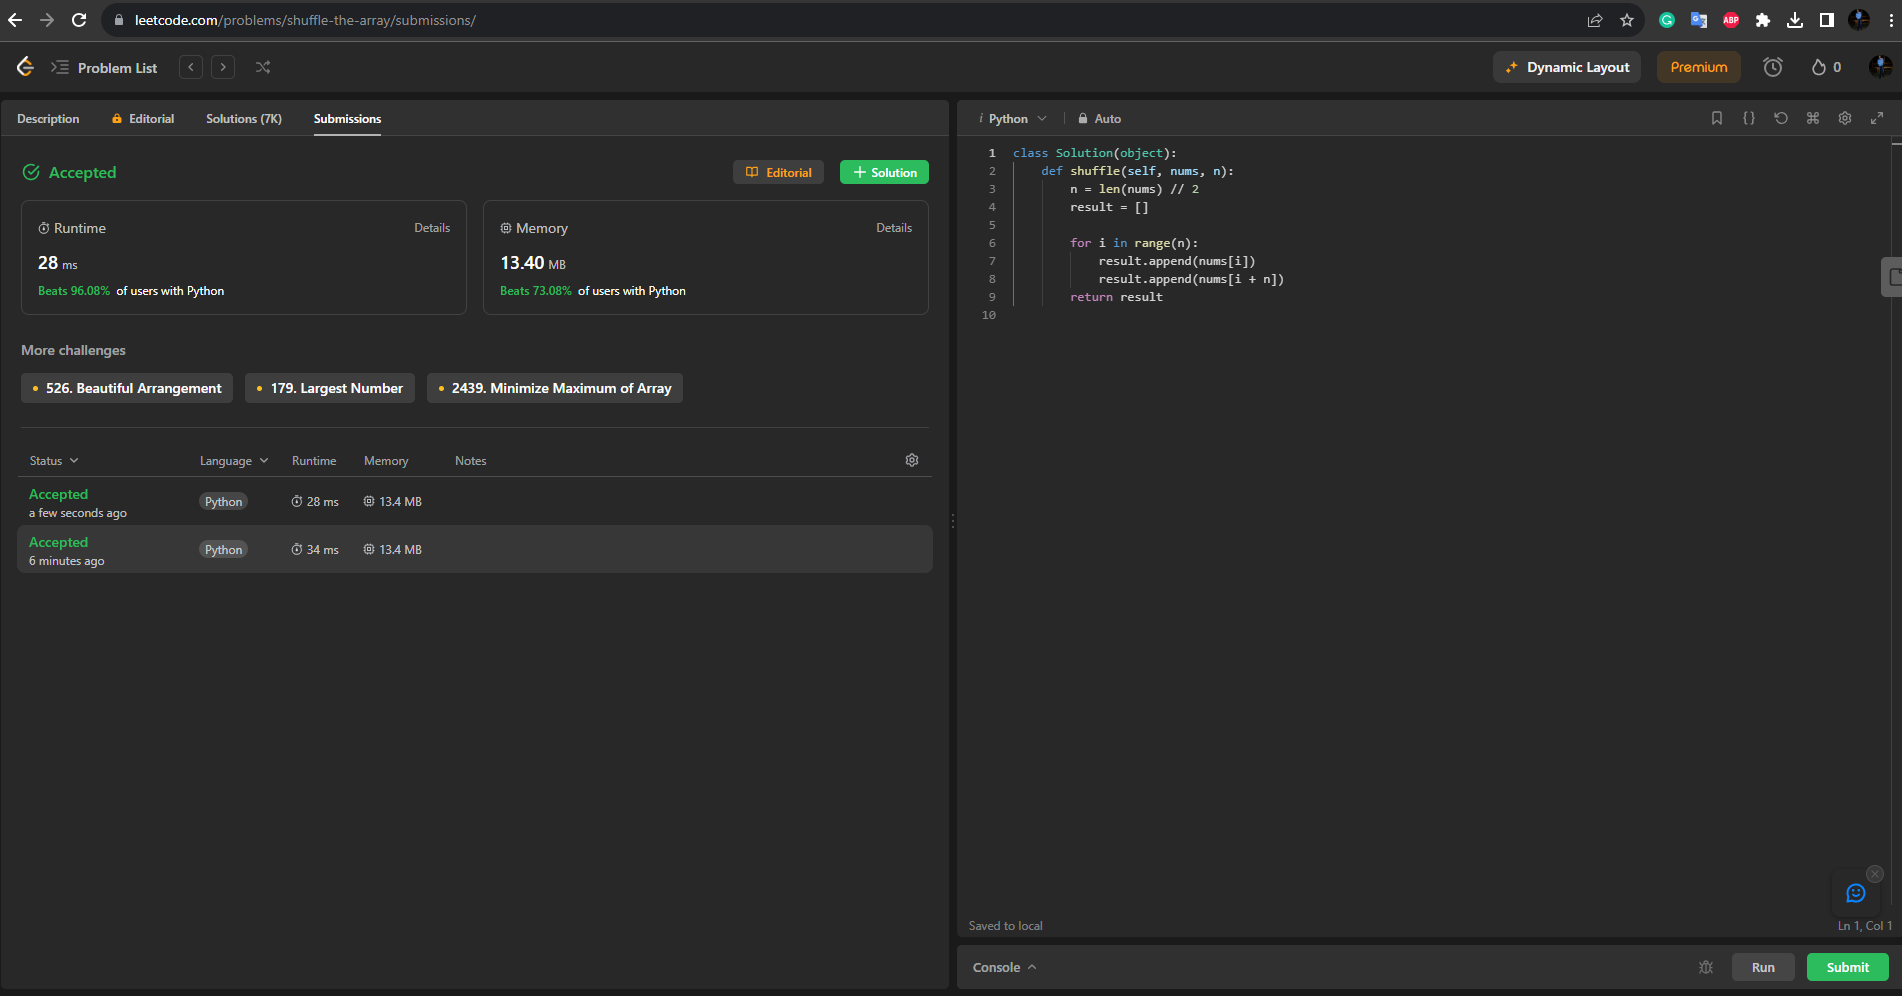 leetcode.com/problems/shuffle-the-array/submissions/
ABP
Problem List
Dynamic Layout
Premium
0
Description
Editorial
Solutions (7K)
Submissions
Accepted
Editorial
Solution
Runtime
Details
28 ms
Beats 96.08% of users with Python
Memory
Details
13.40 MB
Beats 73.08% of users with Python
More challenges
526. Beautiful Arrangement
179. Largest Number
2439. Minimize Maximum of Array
Status
Language
Runtime
Memory
Notes
Accepted
a few seconds ago
Python
28 ms
13.4 MB
Accepted
6 minutes ago
Python
34 ms
13.4 MB
i Python
Auto
1 class Solution(object):
2 def shuffle(self, nums, n):
3 n = len(nums) // 2
4 result = []
5
6 for i in range(n):
7 result.append(nums[i])
8 result.append(nums[i + n])
9 return result
10
Saved to local
Ln 1, Col 1
Console
Run
Submit